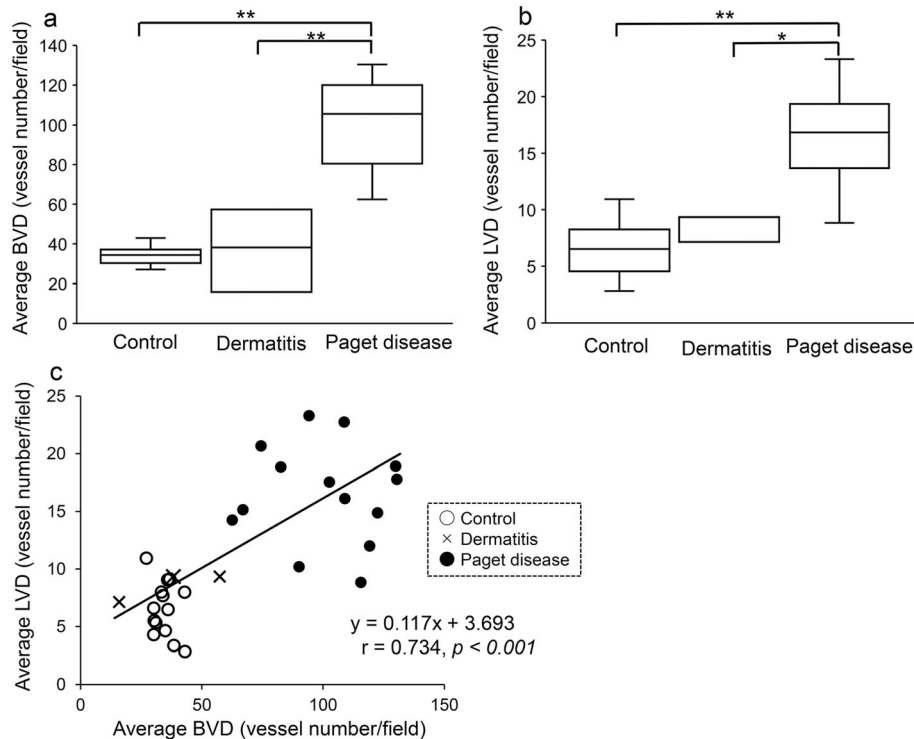 a
**
**
Average BVD (vessel number/field)
140
120
100
80
60
40
20
0
Control
Dermatitis
Paget disease
b
**
*
Average LVD (vessel number/field)
25
20
15
10
5
0
Control
Dermatitis
Paget disease
c
Average LVD (vessel number/field)
25
20
15
10
5
0
0
50
100
150
Average BVD (vessel number/field)
Control
Dermatitis
Paget disease
y = 0.117x + 3.693
r = 0.734, p < 0.001